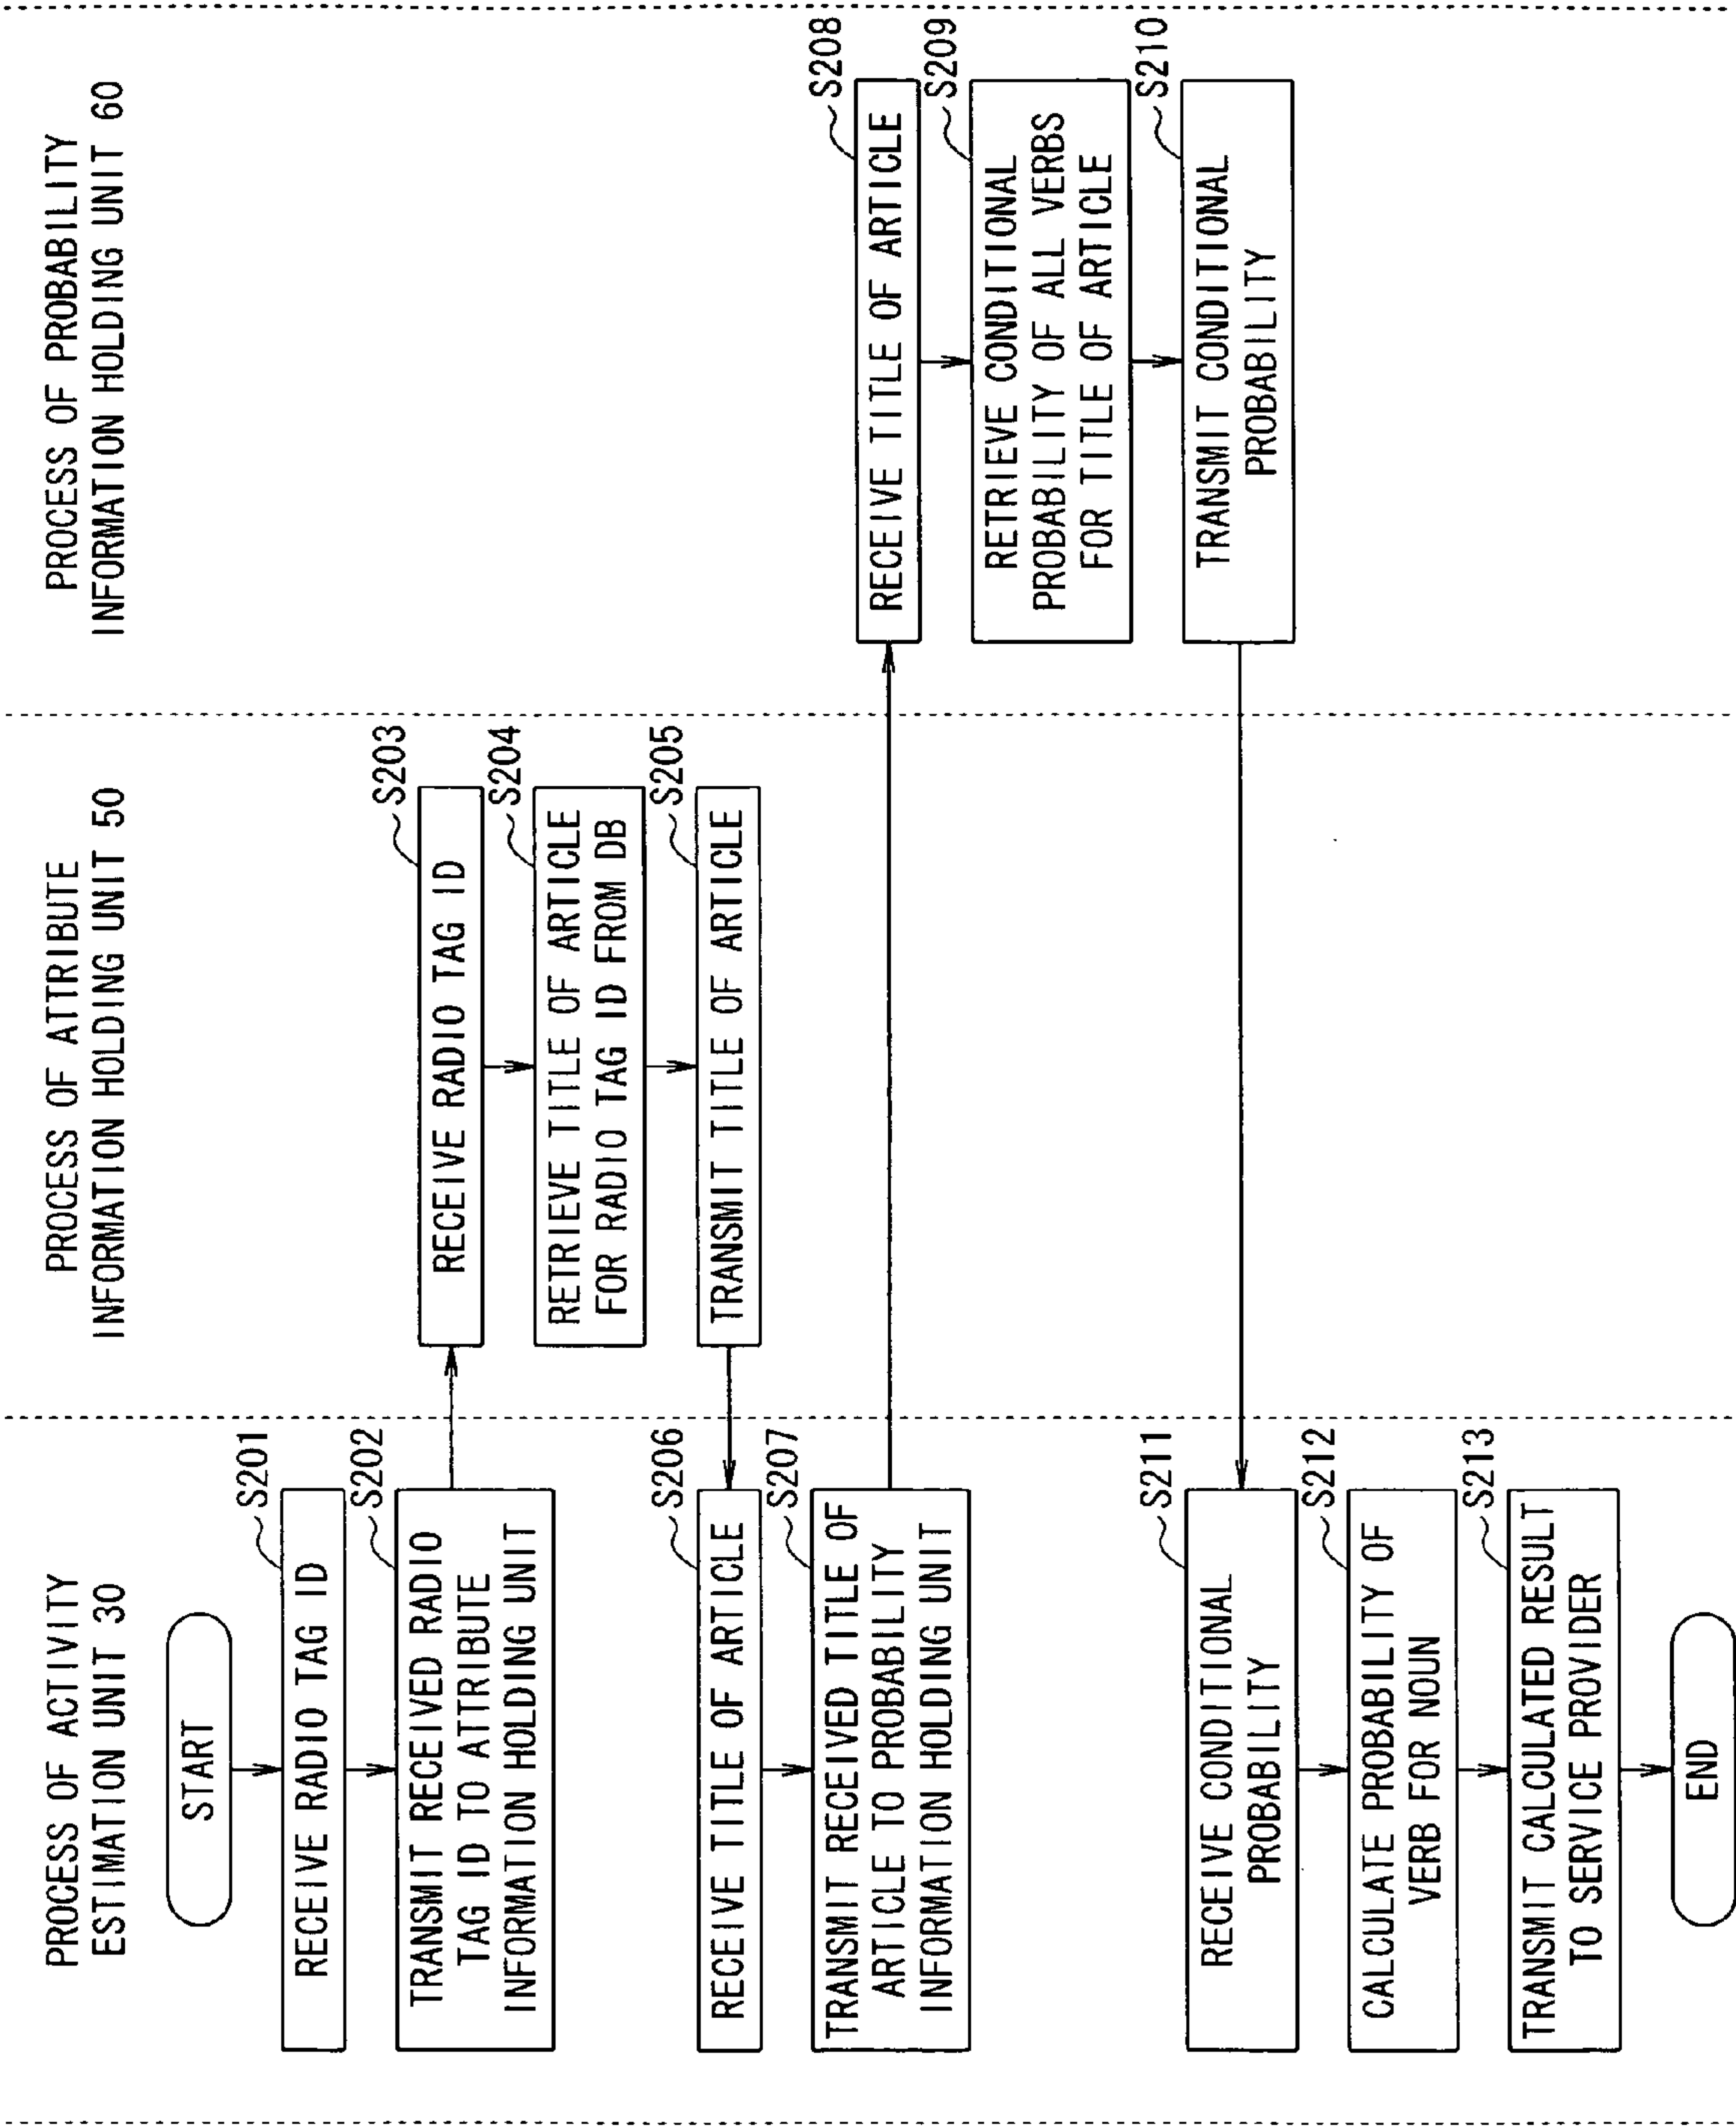 PROCESS OF ACTIVITY
ESTIMATION UNIT 30
START
S201
RECEIVE RADIO TAG ID
S202
TRANSMIT RECEIVED RADIO
TAG ID TO ATTRIBUTE
INFORMATION HOLDING UNIT
S206
RECEIVE TITLE OF ARTICLE
S207
TRANSMIT RECEIVED TITLE OF
ARTICLE TO PROBABILITY
INFORMATION HOLDING UNIT
S211
RECEIVE CONDITIONAL
PROBABILITY
S212
CALCULATE PROBABILITY OF
VERB FOR NOUN
S213
TRANSMIT CALCULATED RESULT
TO SERVICE PROVIDER
END
PROCESS OF ATTRIBUTE
INFORMATION HOLDING UNIT 50
S203
RECEIVE RADIO TAG ID
S204
RETRIEVE TITLE OF ARTICLE
FOR RADIO TAG ID FROM DB
S205
TRANSMIT TITLE OF ARTICLE
PROCESS OF PROBABILITY
INFORMATION HOLDING UNIT 60
S208
RECEIVE TITLE OF ARTICLE
S209
RETRIEVE CONDITIONAL
PROBABILITY OF ALL VERBS
FOR TITLE OF ARTICLE
S210
TRANSMIT CONDITIONAL
PROBABILITY